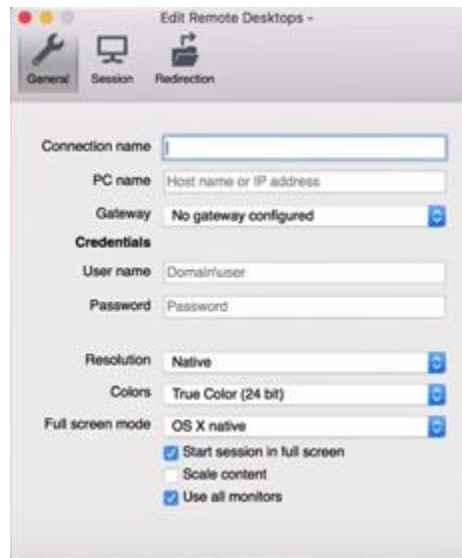 Edit Remote Desktops -
General Session Redirection
Connection name
PC name Host name or IP address
Gateway No gateway configured
Credentials
User name Domain\user
Password Password
Resolution Native
Colors True Color (24 bit)
Full screen mode OS X native
Start session in full screen
Scale content
Use all monitors